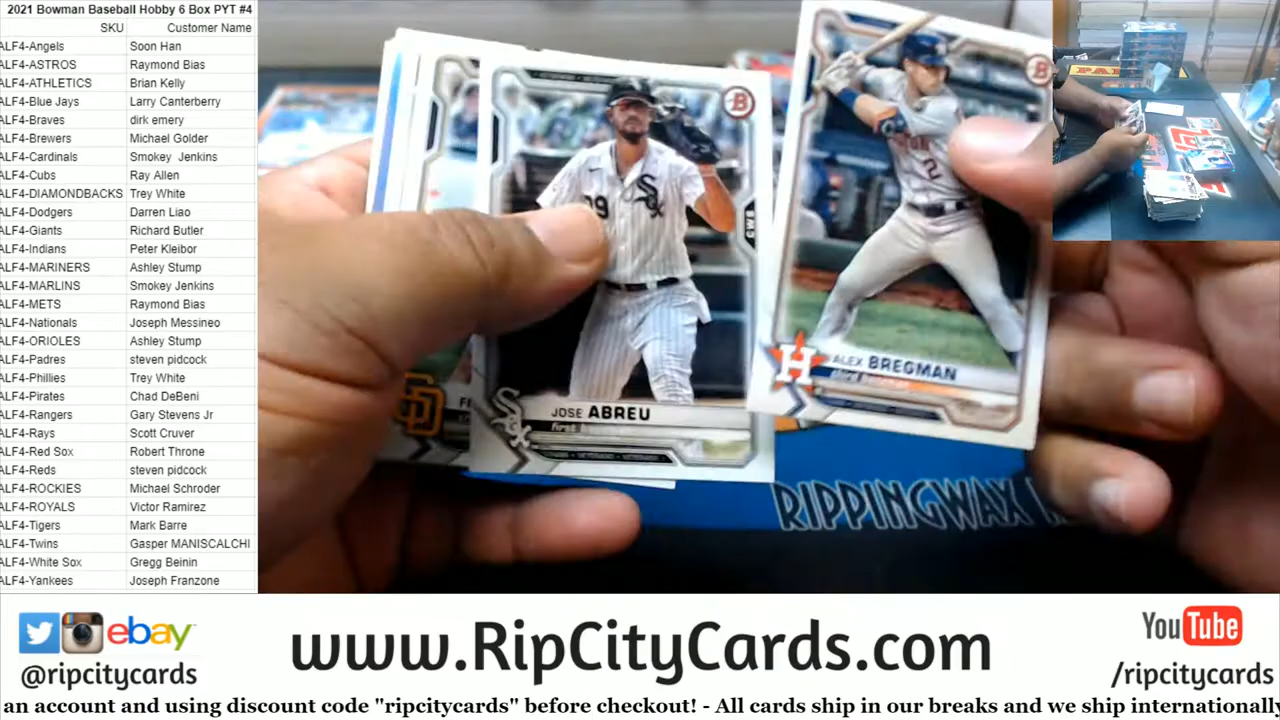 2021 Bowman Baseball Hobby 6 Box PYT #4
SKU Customer Name
ALF4-Angels Soon Han
ALF4-ASTROS Raymond Bias
ALF4-ATHLETICS Brian Kelly
ALF4-Blue Jays Larry Canterberry
ALF4-Braves dirk emery
ALF4-Brewers Michael Golder
ALF4-Cardinals Smokey Jenkins
ALF4-Cubs Ray Allen
ALF4-DIAMONDBACKS Trey White
ALF4-Dodgers Darren Liao
ALF4-Giants Richard Butler
ALF4-Indians Peter Kleibor
ALF4-MARINERS Ashley Stump
ALF4-MARLINS Smokey Jenkins
ALF4-METS Raymond Bias
ALF4-Nationals Joseph Messineo
ALF4-ORIOLES Ashley Stump
ALF4-Padres steven pidcock
ALF4-Phillies Trey White
ALF4-Pirates Chad DeBeni
ALF4-Rangers Gary Stevens Jr
ALF4-Rays Scott Cruver
ALF4-Red Sox Robert Throne
ALF4-Reds steven pidcock
ALF4-ROCKIES Michael Schroder
ALF4-ROYALS Victor Ramirez
ALF4-Tigers Mark Barre
ALF4-Twins Gasper MANISCALCHI
ALF4-White Sox Gregg Beinin
ALF4-Yankees Joseph Franzone
B
B
2
SOX
JOSE ABREU
first
H
ALEX BREGMAN
SD
SOX
RIPPINGWAX
ebay
@ripcitycards
www.RipCityCards.com
YouTube
/ripcitycards
an account and using discount code "ripcitycards" before checkout! - All cards ship in our breaks and we ship internationally